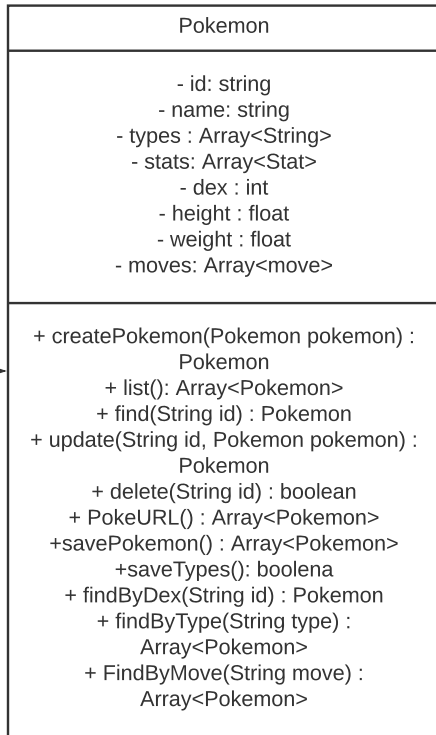 Pokemon
- id: string
- name: string
- types : Array<String>
- stats: Array<Stat>
- dex : int
- height : float
- weight : float
- moves: Array<move>
+ createPokemon(Pokemon pokemon) :
Pokemon
+ list(): Array<Pokemon>
+ find(String id) : Pokemon
+ update(String id, Pokemon pokemon) :
Pokemon
+ delete(String id) : boolean
+ PokeURL() : Array<Pokemon>
+savePokemon() : Array<Pokemon>
+saveTypes(): boolena
+ findByDex(String id) : Pokemon
+ findByType(String type) :
Array<Pokemon>
+ FindByMove(String move) :
Array<Pokemon>